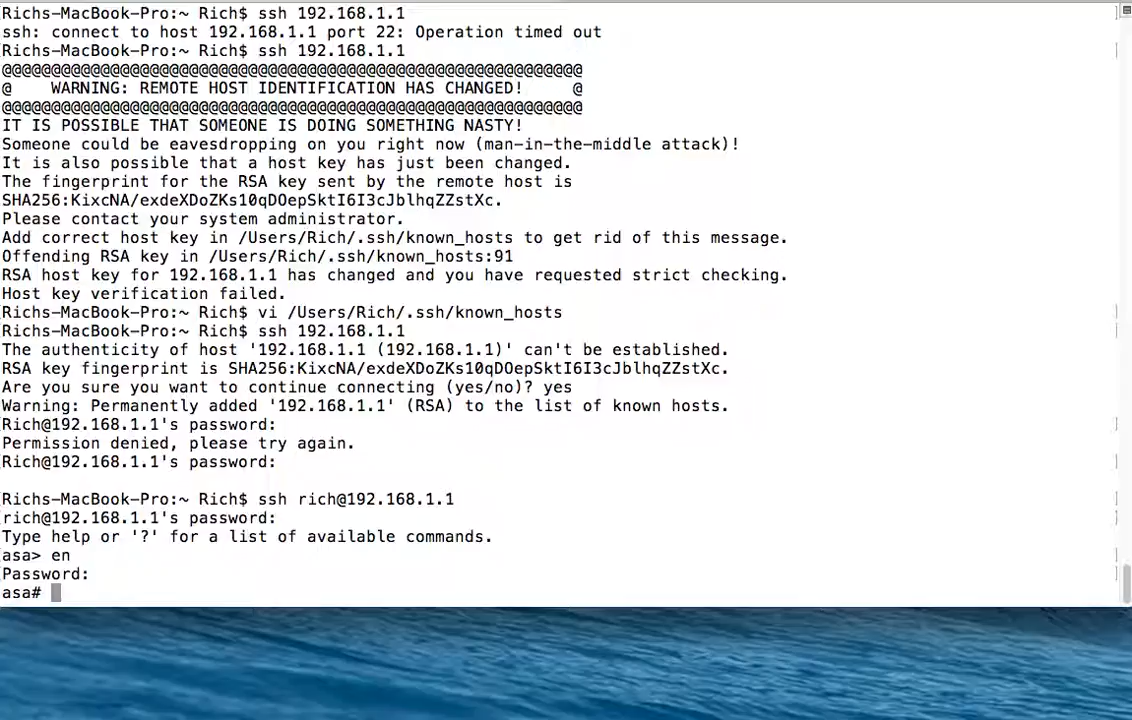 Richs-MacBook-Pro:~ Rich$ ssh 192.168.1.1
ssh: connect to host 192.168.1.1 port 22: Operation timed out
Richs-MacBook-Pro:~ Rich$ ssh 192.168.1.1
@@@@@@@@@@@@@@@@@@@@@@@@@@@@@@@@@@@@@@@@@@@@@@@@@@@@@@@@@@@
@    WARNING: REMOTE HOST IDENTIFICATION HAS CHANGED!     @
@@@@@@@@@@@@@@@@@@@@@@@@@@@@@@@@@@@@@@@@@@@@@@@@@@@@@@@@@@@
IT IS POSSIBLE THAT SOMEONE IS DOING SOMETHING NASTY!
Someone could be eavesdropping on you right now (man-in-the-middle attack)!
It is also possible that a host key has just been changed.
The fingerprint for the RSA key sent by the remote host is
SHA256:KixcNA/exdeXDoZKs10qDOepSktI6I3cJblhqZZstXc.
Please contact your system administrator.
Add correct host key in /Users/Rich/.ssh/known_hosts to get rid of this message.
Offending RSA key in /Users/Rich/.ssh/known_hosts:91
RSA host key for 192.168.1.1 has changed and you have requested strict checking.
Host key verification failed.
Richs-MacBook-Pro:~ Rich$ vi /Users/Rich/.ssh/known_hosts
Richs-MacBook-Pro:~ Rich$ ssh 192.168.1.1
The authenticity of host '192.168.1.1 (192.168.1.1)' can't be established.
RSA key fingerprint is SHA256:KixcNA/exdeXDoZKs10qDOepSktI6I3cJblhqZZstXc.
Are you sure you want to continue connecting (yes/no)? yes
Warning: Permanently added '192.168.1.1' (RSA) to the list of known hosts.
Rich@192.168.1.1's password:
Permission denied, please try again.
Rich@192.168.1.1's password:
Richs-MacBook-Pro:~ Rich$ ssh rich@192.168.1.1
rich@192.168.1.1's password:
Type help or '?' for a list of available commands.
asa> en
Password:
asa#